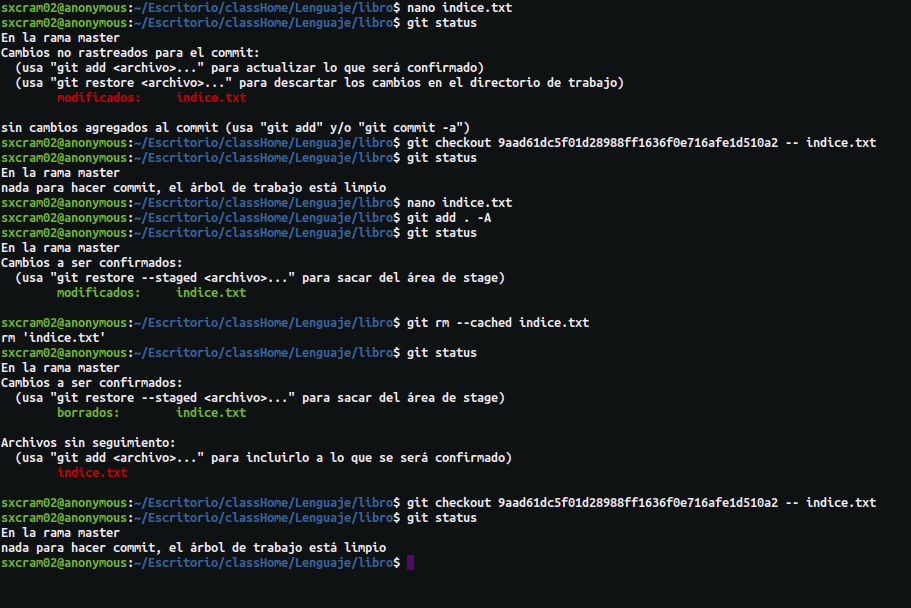 sxcram02@anonymous:~/Escritorio/classHome/Lenguaje/libro$ nano indice.txt
sxcram02@anonymous:~/Escritorio/classHome/Lenguaje/libro$ git status
En la rama master
Cambios no rastreados para el commit:
  (usa "git add <archivo>..." para actualizar lo que será confirmado)
  (usa "git restore <archivo>..." para descartar los cambios en el directorio de trabajo)
        modificados:     indice.txt

sin cambios agregados al commit (usa "git add" y/o "git commit -a")
sxcram02@anonymous:~/Escritorio/classHome/Lenguaje/libro$ git checkout 9aad61dc5f01d28988ff1636f0e716afe1d510a2 -- indice.txt
sxcram02@anonymous:~/Escritorio/classHome/Lenguaje/libro$ git status
En la rama master
nada para hacer commit, el árbol de trabajo está limpio
sxcram02@anonymous:~/Escritorio/classHome/Lenguaje/libro$ nano indice.txt
sxcram02@anonymous:~/Escritorio/classHome/Lenguaje/libro$ git add . -A
sxcram02@anonymous:~/Escritorio/classHome/Lenguaje/libro$ git status
En la rama master
Cambios a ser confirmados:
  (usa "git restore --staged <archivo>..." para sacar del área de stage)
        modificados:     indice.txt

sxcram02@anonymous:~/Escritorio/classHome/Lenguaje/libro$ git rm --cached indice.txt
rm 'indice.txt'
sxcram02@anonymous:~/Escritorio/classHome/Lenguaje/libro$ git status
En la rama master
Cambios a ser confirmados:
  (usa "git restore --staged <archivo>..." para sacar del área de stage)
        borrados:        indice.txt

Archivos sin seguimiento:
  (usa "git add <archivo>..." para incluirlo a lo que se será confirmado)
        indice.txt

sxcram02@anonymous:~/Escritorio/classHome/Lenguaje/libro$ git checkout 9aad61dc5f01d28988ff1636f0e716afe1d510a2 -- indice.txt
sxcram02@anonymous:~/Escritorio/classHome/Lenguaje/libro$ git status
En la rama master
nada para hacer commit, el árbol de trabajo está limpio
sxcram02@anonymous:~/Escritorio/classHome/Lenguaje/libro$